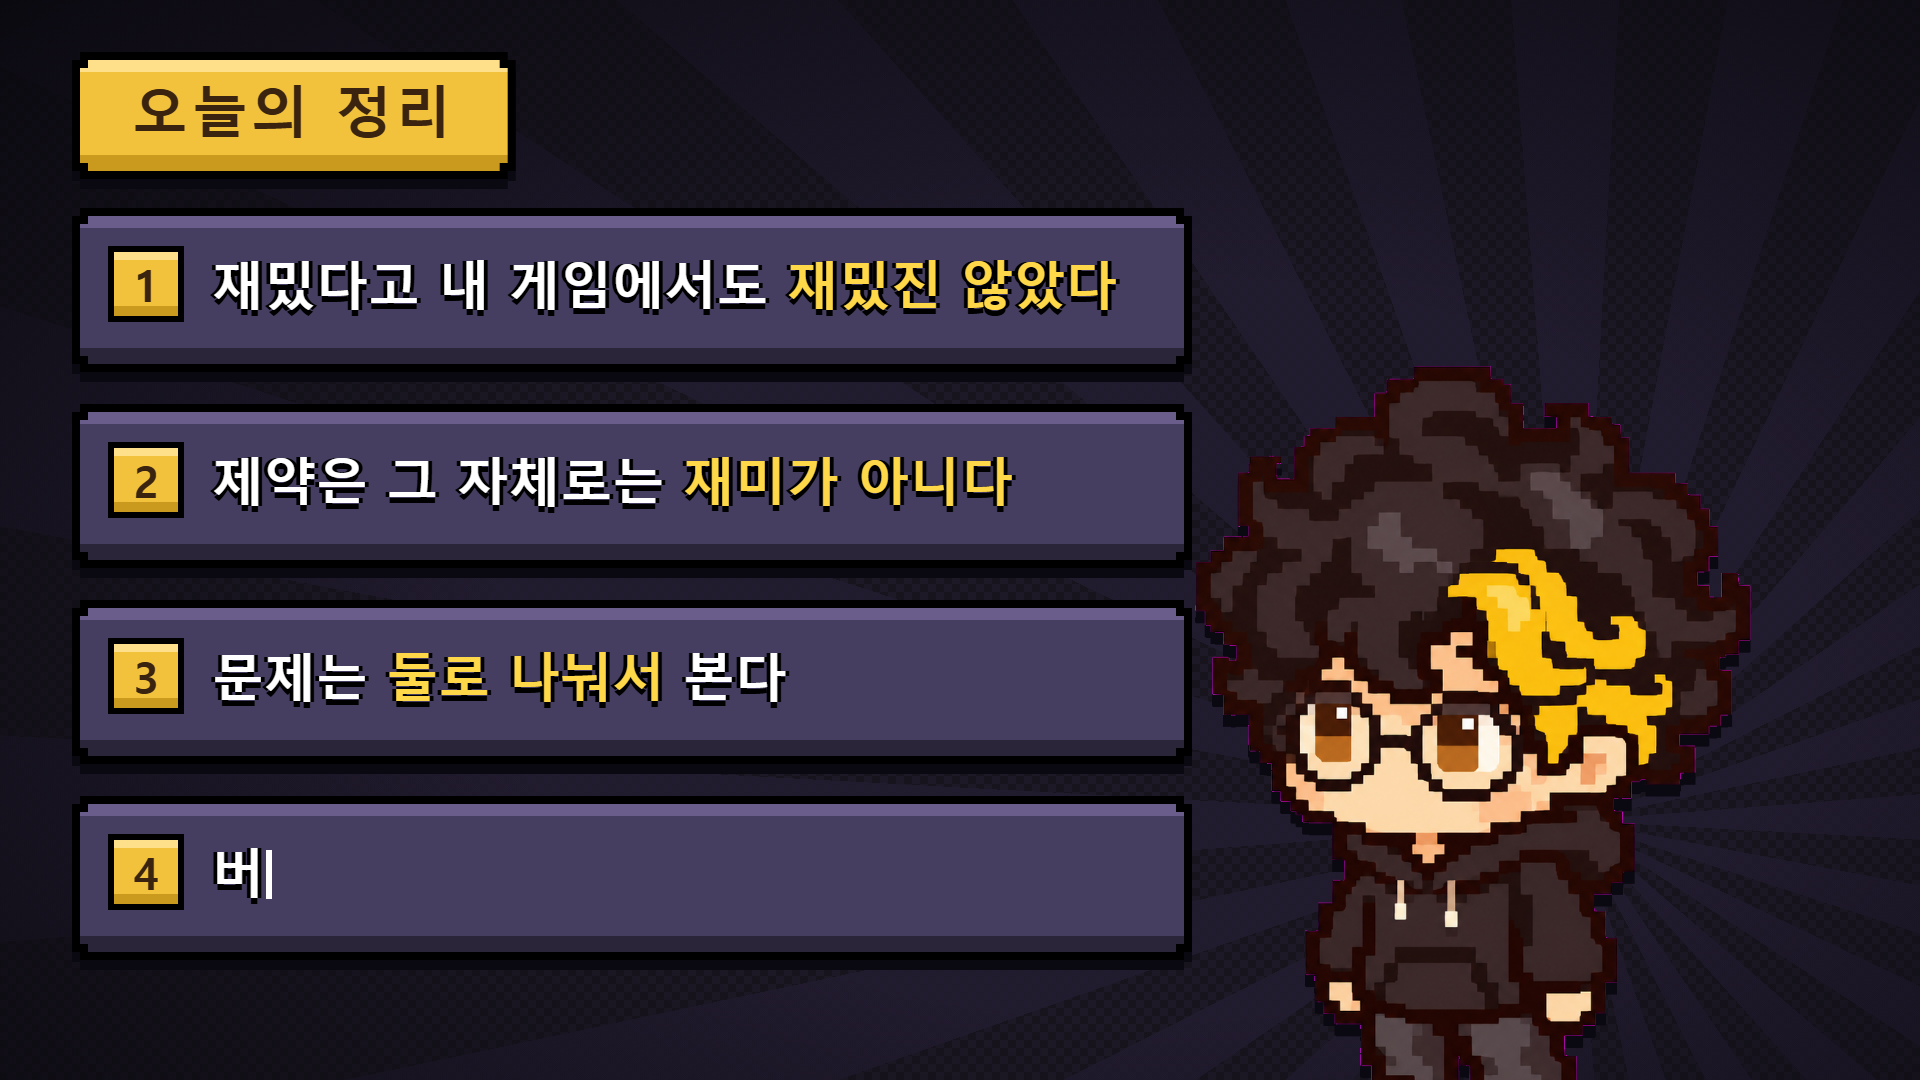 오늘의 정리
1 재밌다고 내 게임에서도 재밌진 않았다
2 제약은 그 자체로는 재미가 아니다
3 문제는 둘로 나눠서 본다
4 버